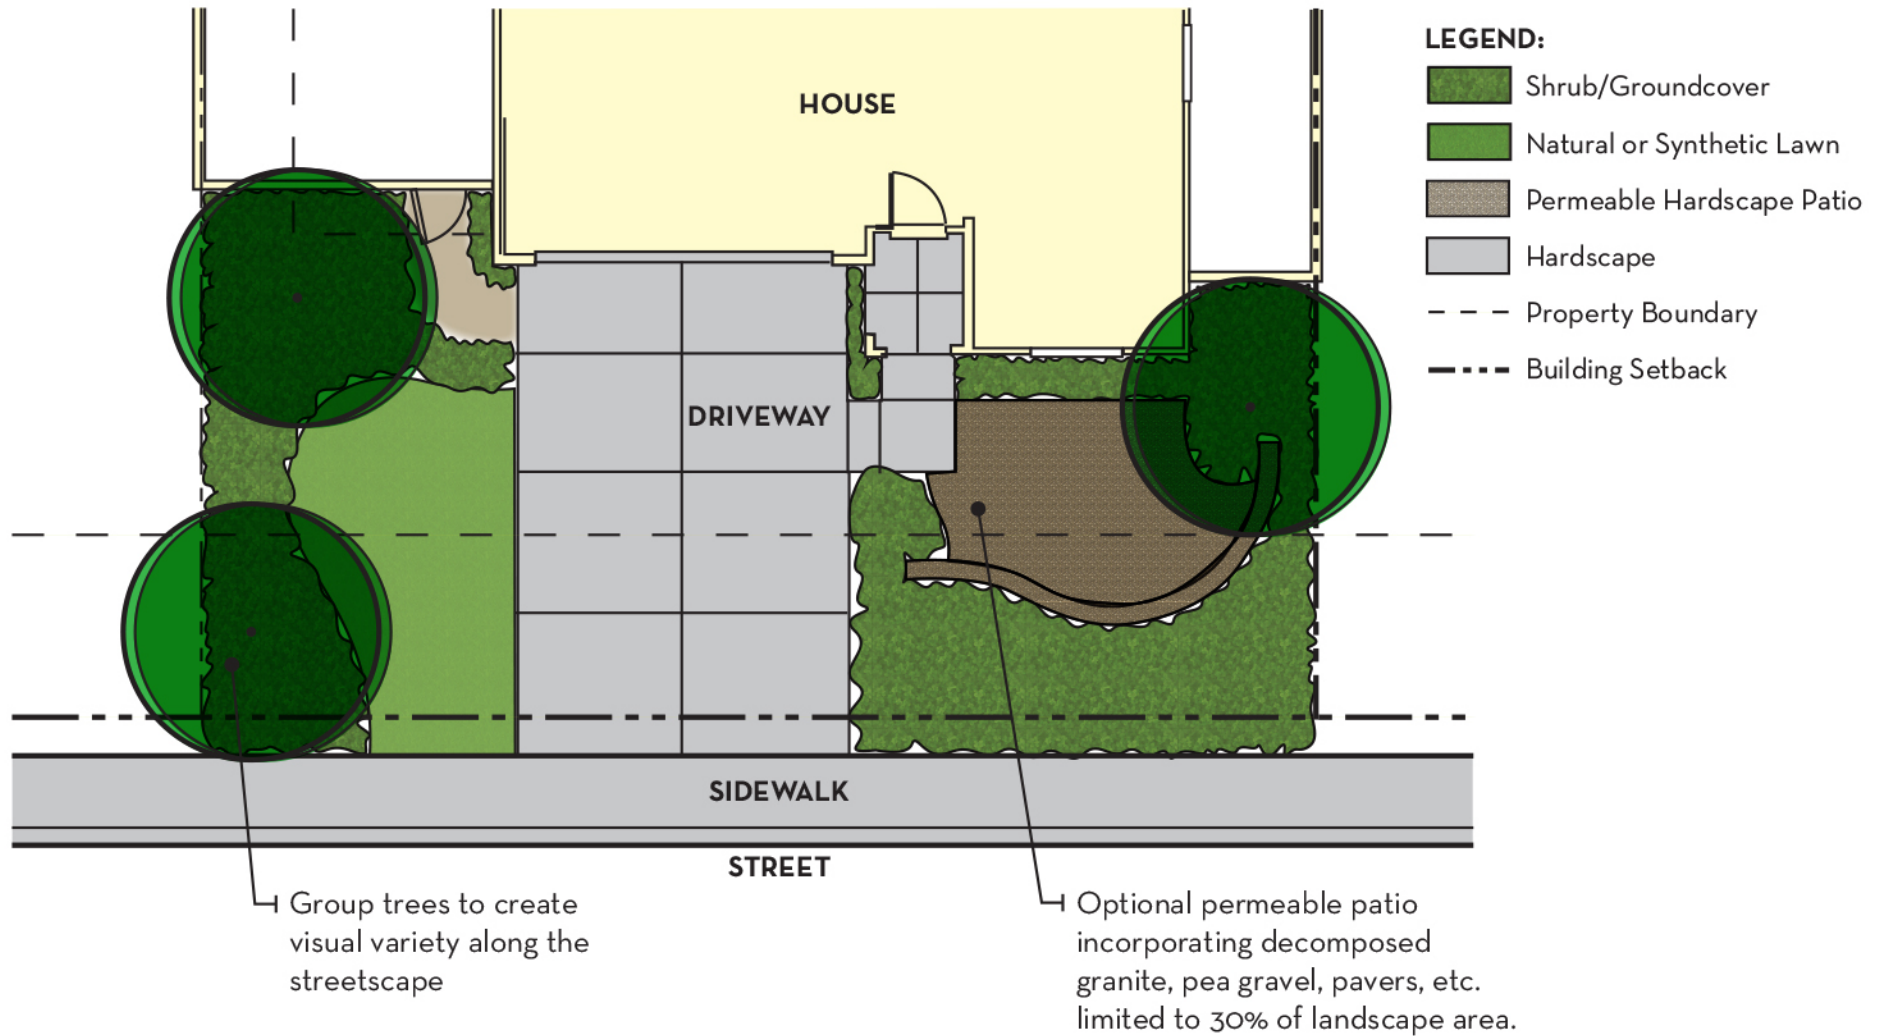 HOUSE
DRIVEWAY
SIDEWALK
STREET
Group trees to create
visual variety along the
streetscape
Optional permeable patio
incorporating decomposed
granite, pea gravel, pavers, etc.
limited to 30% of landscape area.
LEGEND:
Shrub/Groundcover
Natural or Synthetic Lawn
Permeable Hardscape Patio
Hardscape
Property Boundary
Building Setback